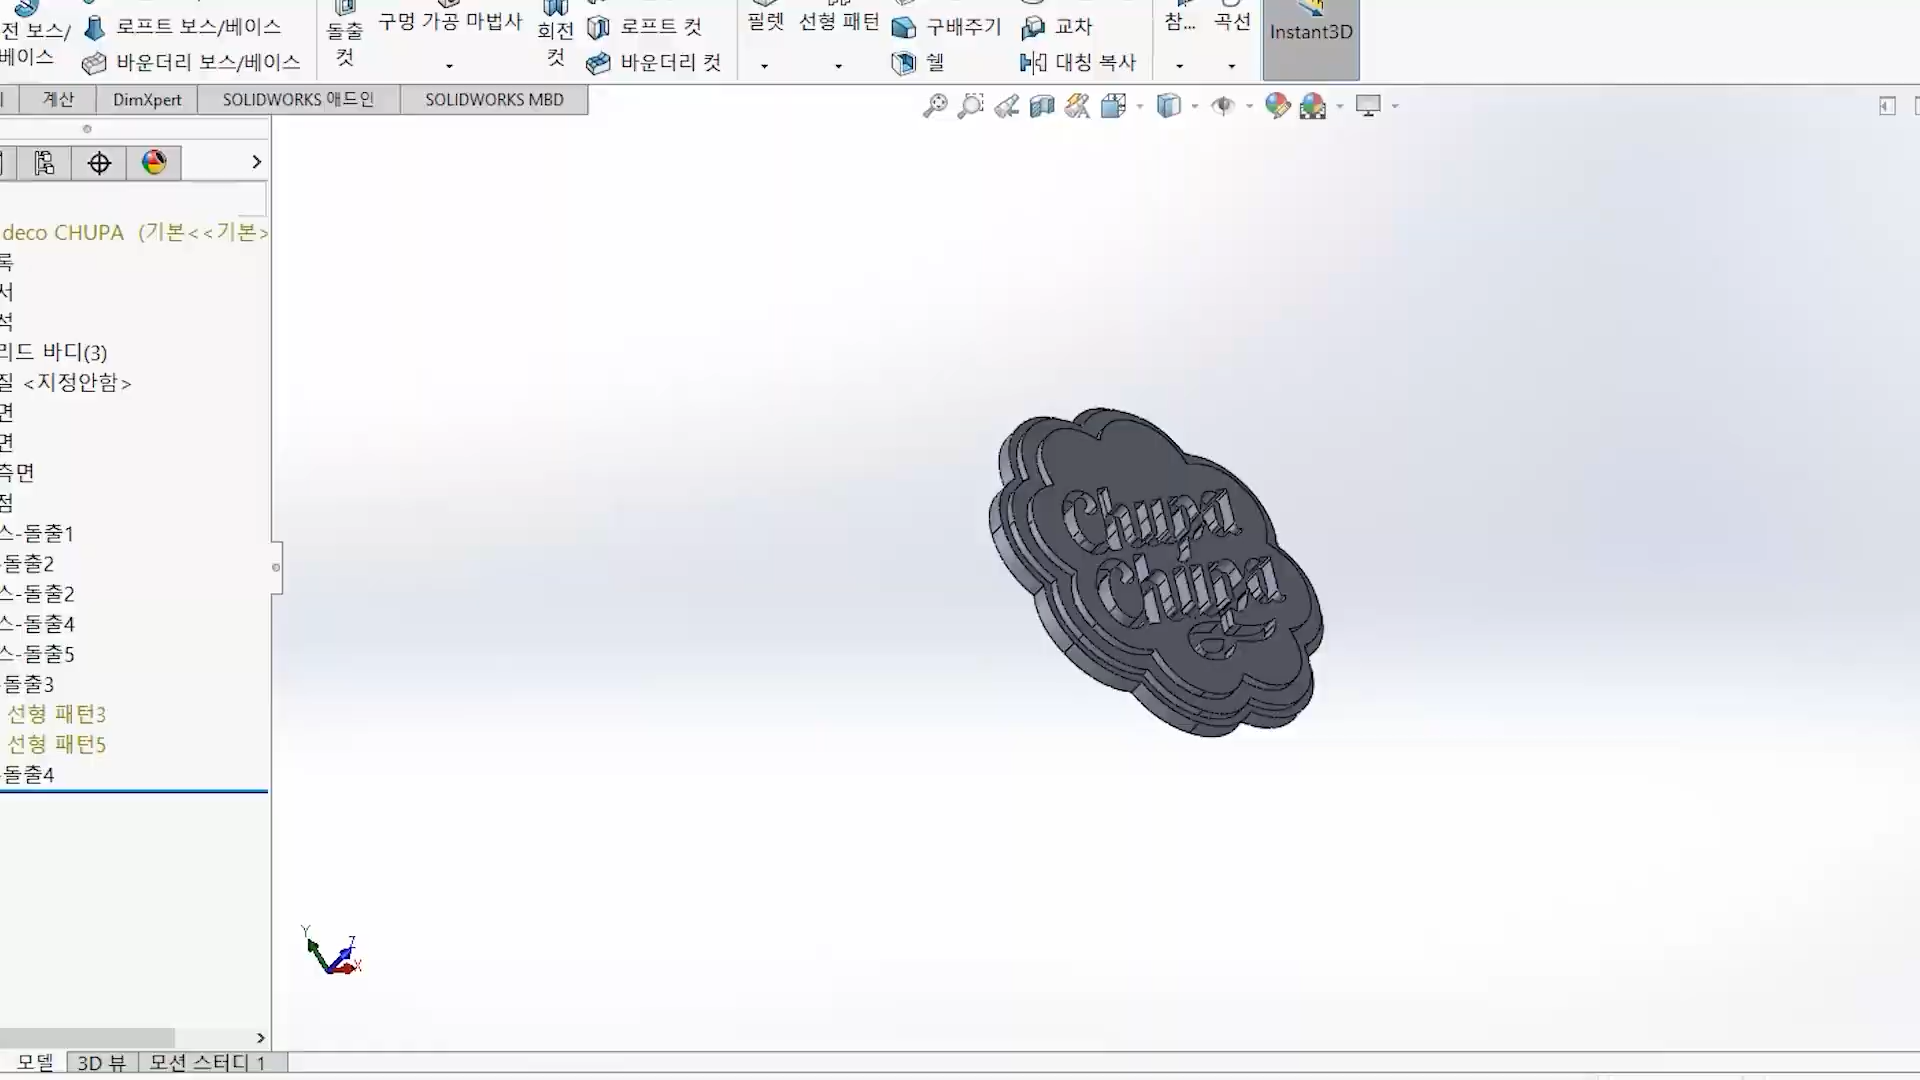 전 보스/
베이스
로프트 보스/베이스
바운더리 보스/베이스
돌출
컷
구멍 가공 마법사
회전
컷
로프트 컷
바운더리 컷
필렛
선형 패턴
구배주기
쉘
교차
대칭 복사
참...
곡선
Instant3D
계산
DimXpert
SOLIDWORKS 애드인
SOLIDWORKS MBD
deco CHUPA (기본<<기본>
록
서
석
리드 바디(3)
질 <지정안함>
면
면
측면
점
스-돌출1
-돌출2
스-돌출2
스-돌출4
스-돌출5
-돌출3
선형 패턴3
선형 패턴5
-돌출4
Chupa
Chupa
Y
Z
X
모델
3D 뷰
모션 스터디 1